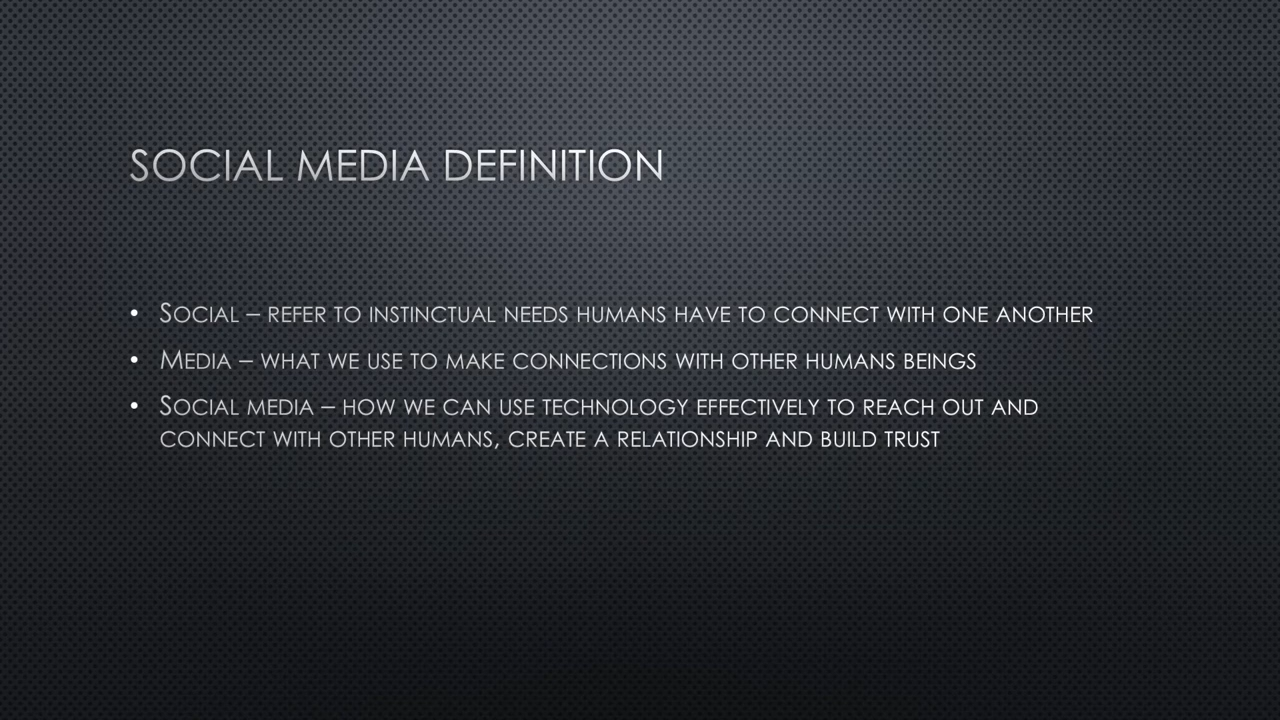 SOCIAL MEDIA DEFINITION
• SOCIAL – REFER TO INSTINCTUAL NEEDS HUMANS HAVE TO CONNECT WITH ONE ANOTHER
• MEDIA – WHAT WE USE TO MAKE CONNECTIONS WITH OTHER HUMANS BEINGS
• SOCIAL MEDIA – HOW WE CAN USE TECHNOLOGY EFFECTIVELY TO REACH OUT AND
CONNECT WITH OTHER HUMANS, CREATE A RELATIONSHIP AND BUILD TRUST